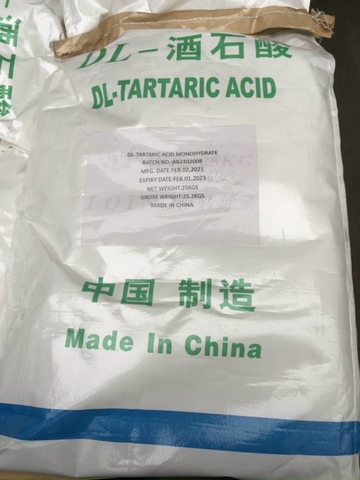 DL-酒石酸
DL-TARTARIC ACID
DL-TARTARIC ACID MONOHYDRATE
BATCH NO.:AB2102008
MFG. DATE:FEB.02,2021
EXPIRY DATE:FEB.01,2023
NET WEIGHT:25KGS
GROSS WEIGHT:25.2KGS
MADE IN CHINA
中国 制造
Made In China